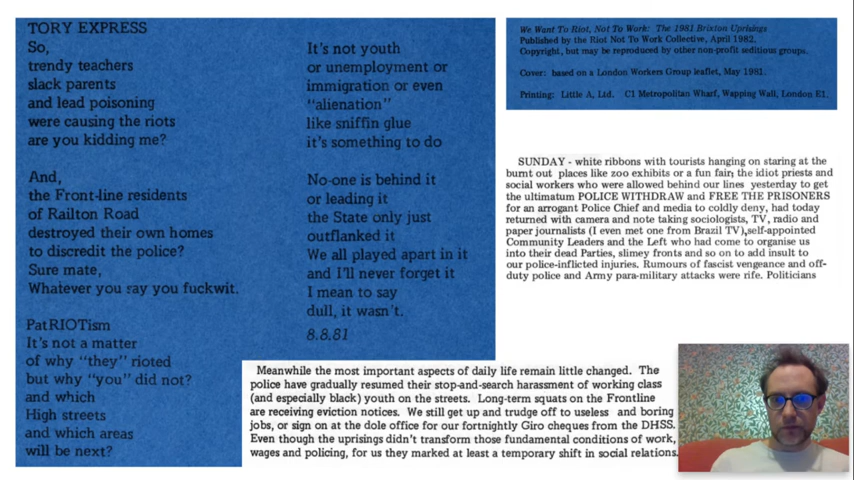 TORY EXPRESS
So,
trendy teachers
slack parents
and lead poisoning
were causing the riots
are you kidding me?
And,
the Front-line residents
of Railton Road
destroyed their own homes
to discredit the police?
Sure mate,
Whatever you say you fuckwit.
PatRIOTism
It's not a matter
of why "they" rioted
but why "you" did not?
and which
High streets
and which areas
will be next?
It's not youth
or unemployment or
immigration or even
"alienation"
like sniffin glue
it's something to do
No-one is behind it
or leading it
the State only just
outflanked it
We all played apart in it
and I'll never forget it
I mean to say
dull, it wasn't.
8.8.81
We Want To Riot, Not To Work: The 1981 Brixton Uprisings
Published by the Riot Not To Work Collective, April 1982.
Copyright, but may be reproduced by other non-profit seditious groups.
Cover: based on a London Workers Group leaflet, May 1981.
Printing: Little A, Ltd. C1 Metropolitan Wharf, Wapping Wall, London E1.
SUNDAY - white ribbons with tourists hanging on staring at the
burnt out places like zoo exhibits or a fun fair, the idiot priests and
social workers who were allowed behind our lines yesterday to get
the ultimatum POLICE WITHDRAW and FREE THE PRISONERS
for an arrogant Police Chief and media to coldly deny, had today
returned with camera and note taking sociologists, TV, radio and
paper journalists (I even met one from Brazil TV), self-appointed
Community Leaders and the Left who had come to organise us
into their dead Parties, slimey fronts and so on to add insult to
our police-inflicted injuries. Rumours of fascist vengeance and off-
duty police and Army para-military attacks were rife. Politicians
Meanwhile the most important aspects of daily life remain little changed. The
police have gradually resumed their stop-and-search harassment of working class
(and especially black) youth on the streets. Long-term squats on the Frontline
are receiving eviction notices. We still get up and trudge off to useless and boring
jobs, or sign on at the dole office for our fortnightly Giro cheques from the DHSS.
Even though the uprisings didn't transform those fundamental conditions of work,
wages and policing, for us they marked at least a temporary shift in social relations.